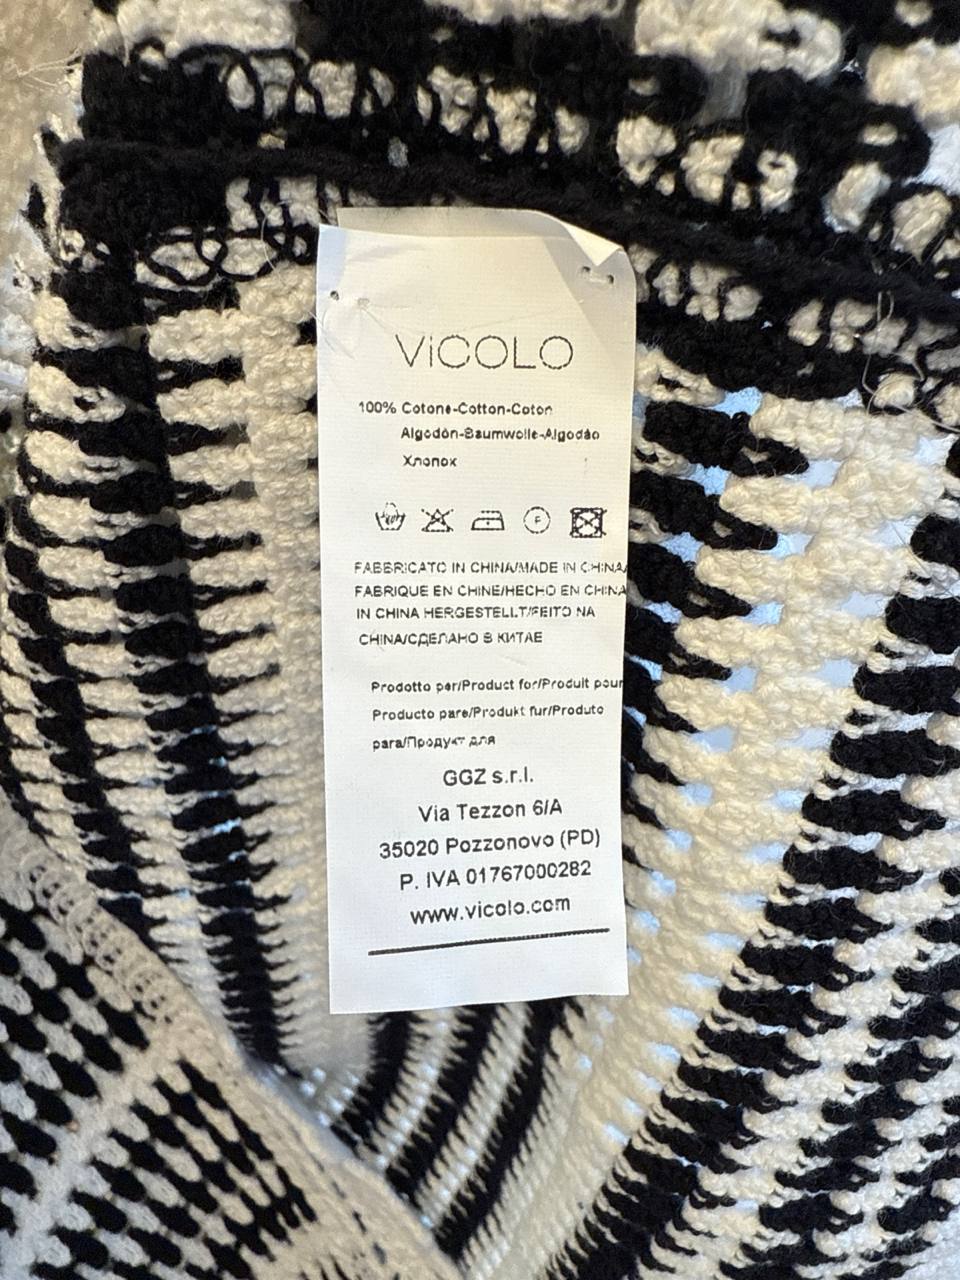 ViCOLO
100% Cotone-Cotton-Coton
Algodòn-Baumwolle-Algodão
Хлопок
F
FABBRICATO IN CHINA/MADE IN CHINA/
FABRIQUE EN CHINE/HECHO EN CHINA
IN CHINA HERGESTELLT/FEITO NA
CHINA/СДЕЛАНО В КИТАЕ
Prodotto per/Product for/Produit pour
Producto para/Produkt fur/Produto
para/Продукт для
GGZ s.r.l.
Via Tezzon 6/A
35020 Pozzonovo (PD)
P. IVA 01767000282
www.vicolo.com